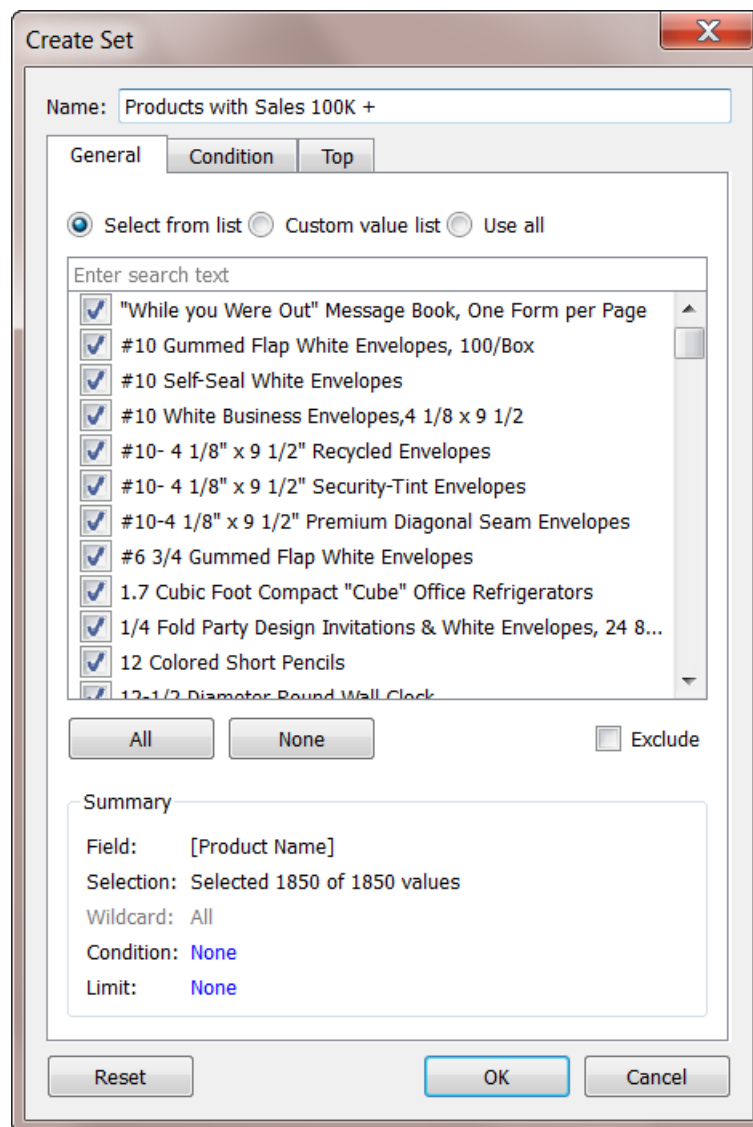 Create Set
Name: Products with Sales 100K +
General Condition Top
Select from list Custom value list Use all
Enter search text
"While you Were Out" Message Book, One Form per Page
#10 Gummed Flap White Envelopes, 100/Box
#10 Self-Seal White Envelopes
#10 White Business Envelopes,4 1/8 x 9 1/2
#10- 4 1/8" x 9 1/2" Recycled Envelopes
#10- 4 1/8" x 9 1/2" Security-Tint Envelopes
#10-4 1/8" x 9 1/2" Premium Diagonal Seam Envelopes
#6 3/4 Gummed Flap White Envelopes
1.7 Cubic Foot Compact "Cube" Office Refrigerators
1/4 Fold Party Design Invitations & White Envelopes, 24 8...
12 Colored Short Pencils
12-1/2 Diameter Round Wall Clock
All None Exclude
Summary
Field: [Product Name]
Selection: Selected 1850 of 1850 values
Wildcard: All
Condition: None
Limit: None
Reset OK Cancel